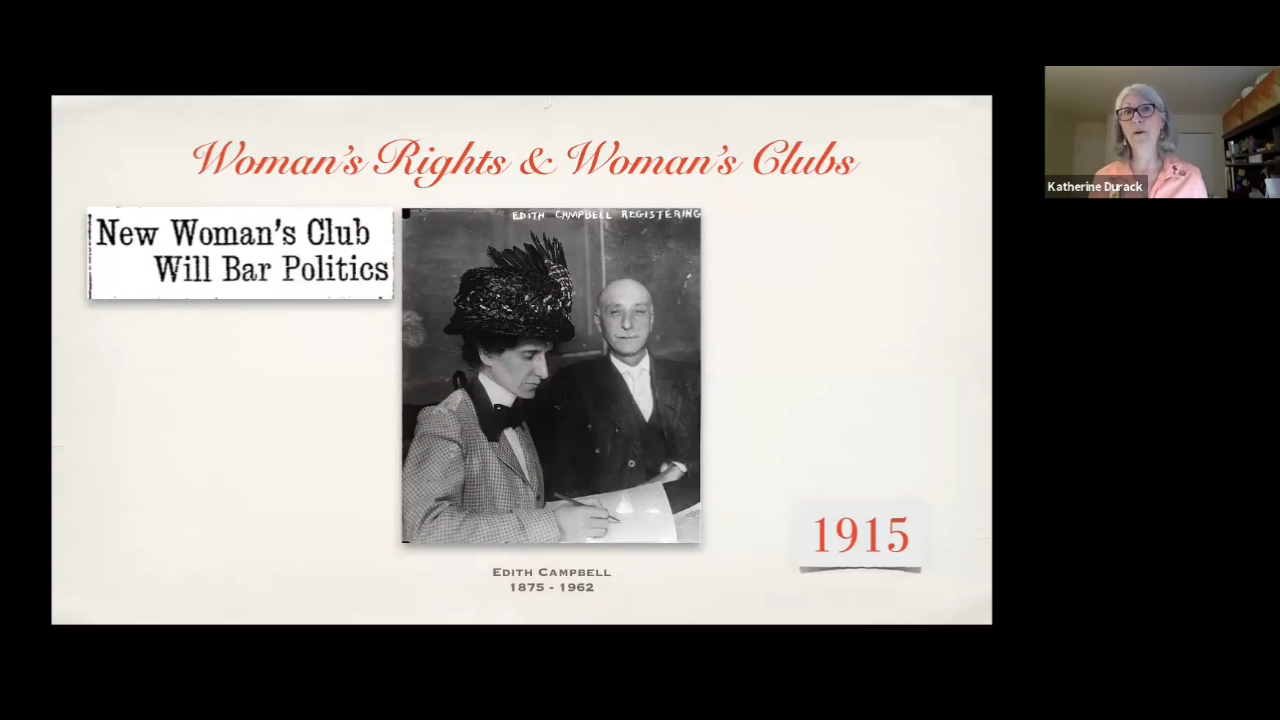 Woman's Rights & Woman's Clubs
New Woman's Club
Will Bar Politics
EDITH CAMPBELL REGISTERING
EDITH CAMPBELL
1875 - 1962
1915
Katherine Durack